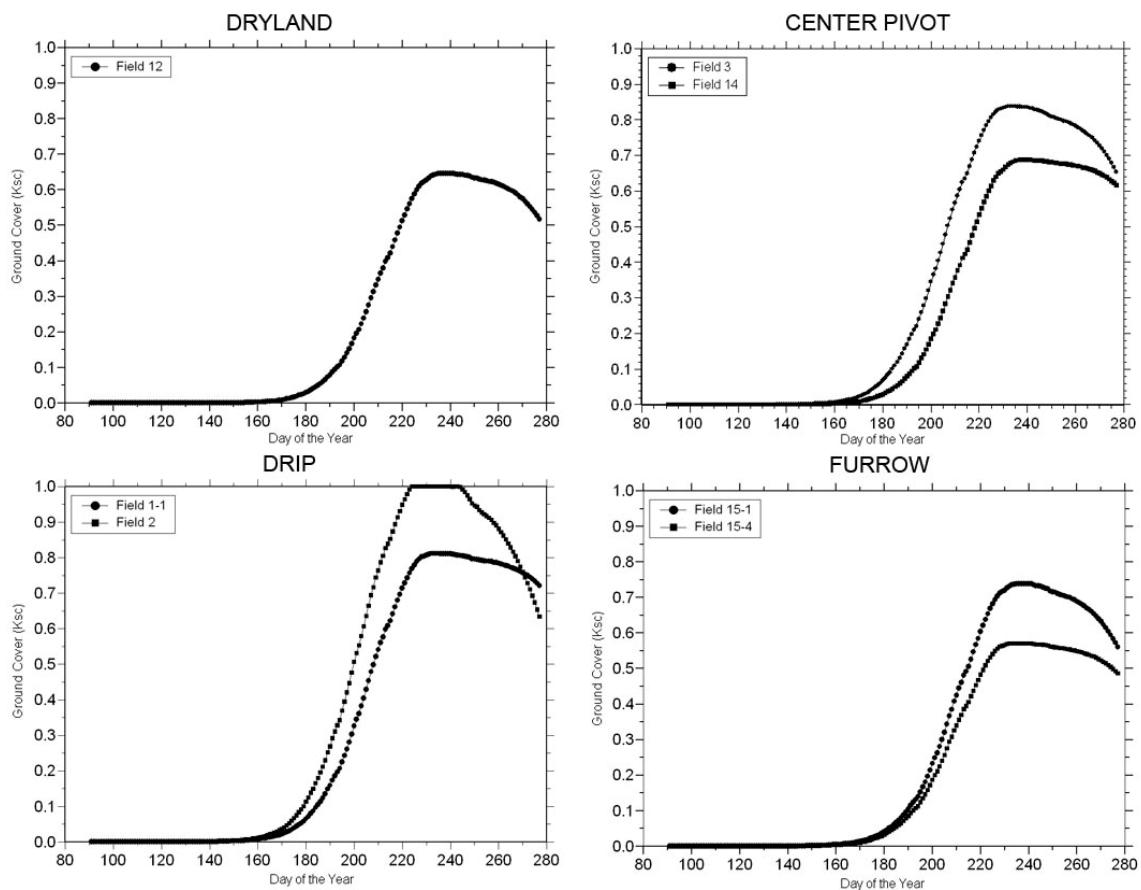 DRYLAND
1.0
0.9
0.8
0.7
0.6
0.5
0.4
0.3
0.2
0.1
0.0
Ground Cover (Ksc)
Field 12
80 100 120 140 160 180 200 220 240 260 280
Day of the Year
CENTER PIVOT
1.0
0.9
0.8
0.7
0.6
0.5
0.4
0.3
0.2
0.1
0.0
Ground Cover (Ksc)
Field 3
Field 14
80 100 120 140 160 180 200 220 240 260 280
Day of the Year
DRIP
1.0
0.9
0.8
0.7
0.6
0.5
0.4
0.3
0.2
0.1
0.0
Ground Cover (Ksc)
Field 1-1
Field 2
80 100 120 140 160 180 200 220 240 260 280
Day of the Year
FURROW
1.0
0.9
0.8
0.7
0.6
0.5
0.4
0.3
0.2
0.1
0.0
Ground Cover (Ksc)
Field 15-1
Field 15-4
80 100 120 140 160 180 200 220 240 260 280
Day of the Year